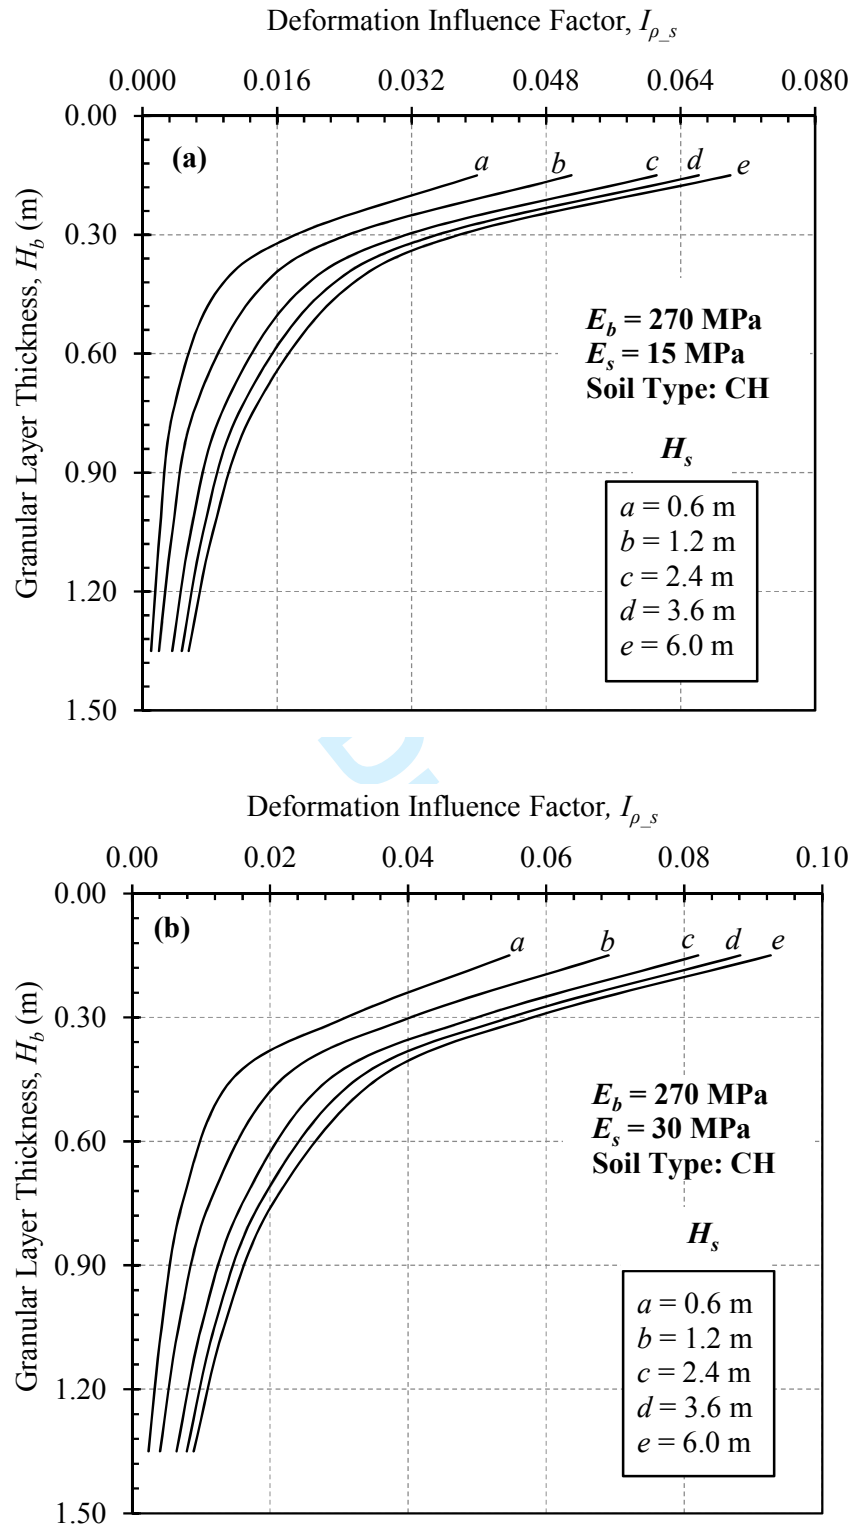 Deformation Influence Factor, I_{ρ_s}
0.000 0.016 0.032 0.048 0.064 0.080
0.00
(a)
a b c d e
0.30
E_b = 270 MPa
E_s = 15 MPa
0.60
Soil Type: CH
H_s
0.90
a = 0.6 m
b = 1.2 m
c = 2.4 m
1.20
d = 3.6 m
e = 6.0 m
1.50
Granular Layer Thickness, H_b (m)
Deformation Influence Factor, I_{ρ_s}
0.00 0.02 0.04 0.06 0.08 0.10
0.00
(b)
a b c d e
0.30
E_b = 270 MPa
E_s = 30 MPa
0.60
Soil Type: CH
H_s
0.90
a = 0.6 m
b = 1.2 m
c = 2.4 m
1.20
d = 3.6 m
e = 6.0 m
1.50
Granular Layer Thickness, H_b (m)